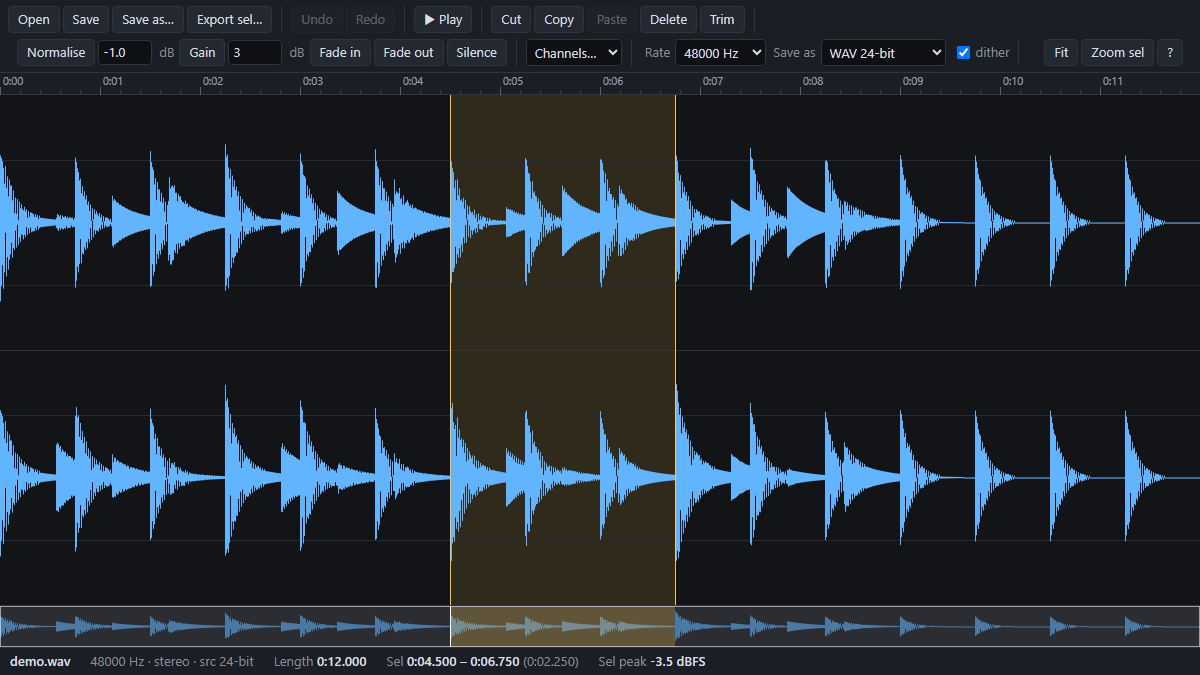 Open Save Save as... Export sel... Undo Redo ▶ Play Cut Copy Paste Delete Trim
Normalise -1.0 dB Gain 3 dB Fade in Fade out Silence Channels... Rate 48000 Hz Save as WAV 24-bit dither Fit Zoom sel ?
0:00 0:01 0:02 0:03 0:04 0:05 0:06 0:07 0:08 0:09 0:10 0:11
demo.wav 48000 Hz · stereo · src 24-bit Length 0:12.000 Sel 0:04.500 – 0:06.750 (0:02.250) Sel peak -3.5 dBFS